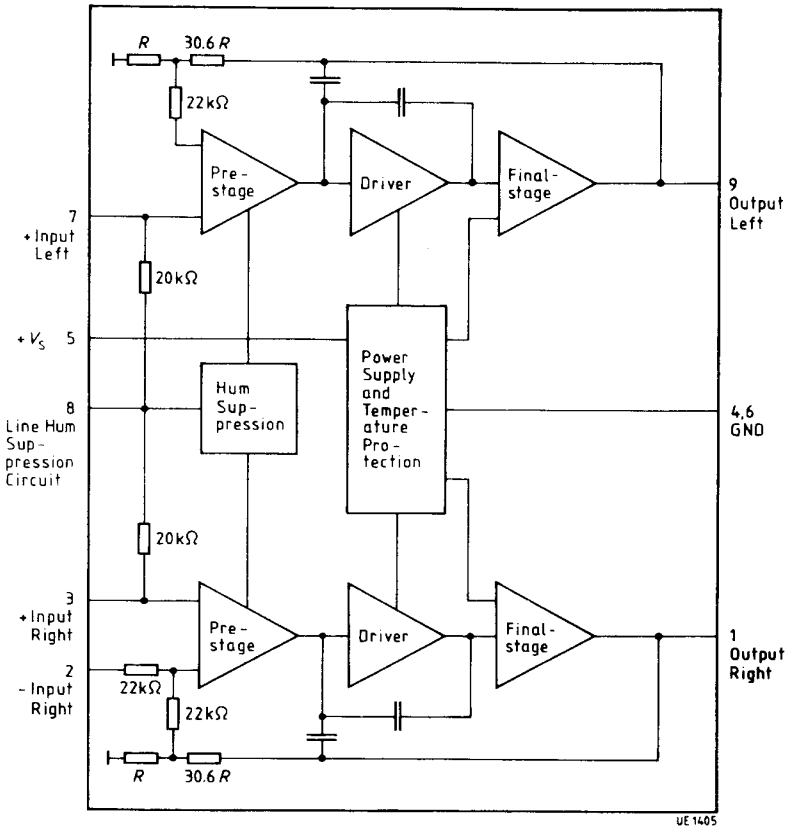 R
30.6 R
22kΩ
Pre-
stage
Driver
Final-
stage
7
+Input
Left
9
Output
Left
20kΩ
+Vs 5
Hum
Sup-
pression
Power
Supply
and
Temper-
ature
Pro-
tection
8
Line Hum
Sup-
pression
Circuit
4,6
GND
20kΩ
3
+Input
Right
Pre-
stage
Driver
Final-
stage
1
Output
Right
2
-Input
Right
22kΩ
22kΩ
R
30.6 R
UE 1405